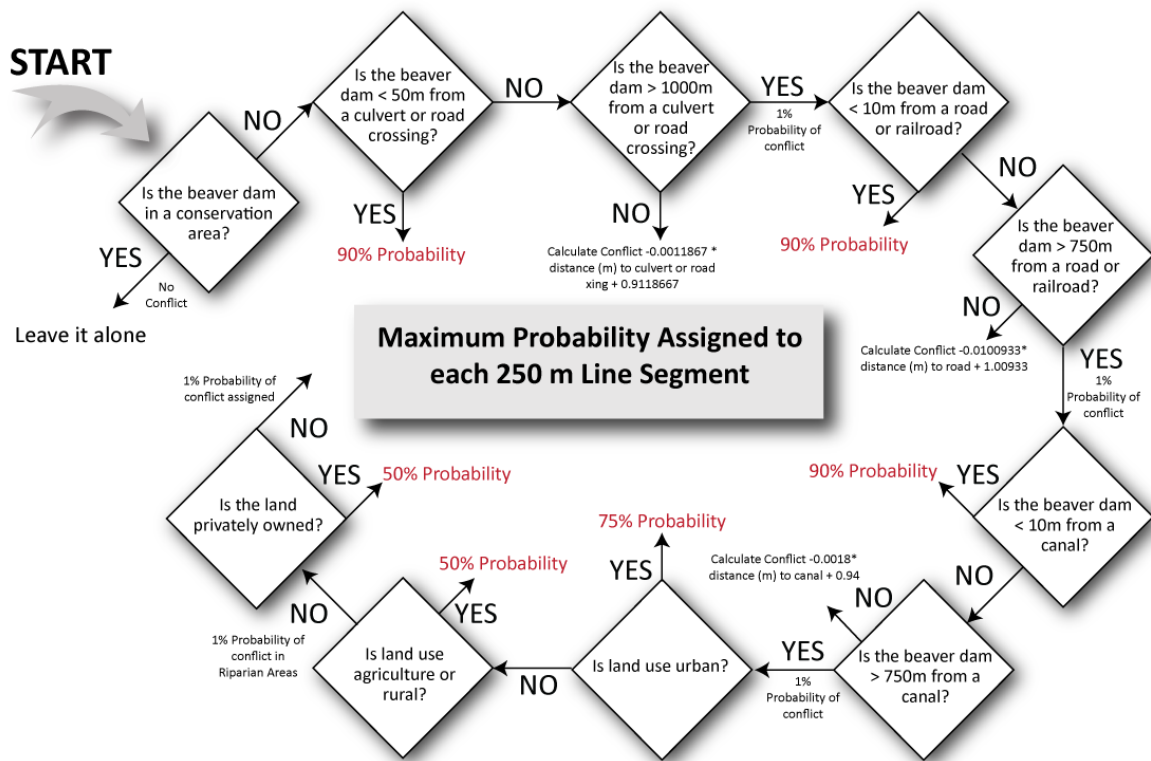 START
Is the beaver dam
in a conservation
area?
YES
No
Conflict
Leave it alone
NO
Is the beaver
dam < 50m from
a culvert or road
crossing?
YES
90% Probability
NO
Is the beaver
dam > 1000m
from a culvert
or road
crossing?
NO
Calculate Conflict -0.0011867 *
distance (m) to culvert or road
xing + 0.9118667
YES
1%
Probability of
conflict
Is the beaver dam
< 10m from a road
or railroad?
YES
90% Probability
NO
Is the beaver
dam > 750m
from a road or
railroad?
NO
Calculate Conflict -0.0100933*
distance (m) to road + 1.00933
YES
1%
Probability of
conflict
Maximum Probability Assigned to
each 250 m Line Segment
Is the beaver dam
< 10m from a
canal?
YES
90% Probability
NO
Is the beaver dam
> 750m from a
canal?
NO
Calculate Conflict -0.0018*
distance (m) to canal + 0.94
YES
1%
Probability of
conflict
Is land use urban?
YES
75% Probability
NO
Is land use
agriculture or
rural?
YES
50% Probability
NO
1% Probability of
conflict in
Riparian Areas
Is the land
privately owned?
YES
50% Probability
NO
1% Probability of
conflict assigned